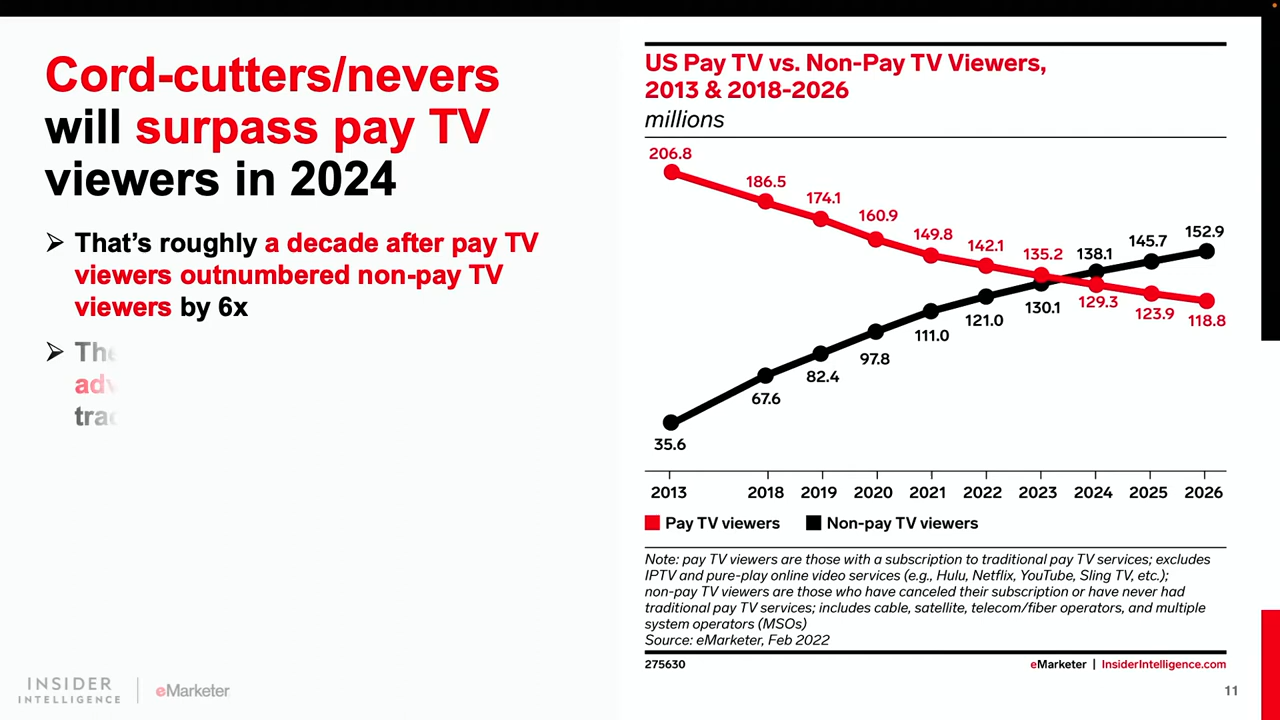 Cord-cutters/nevers
will surpass pay TV
viewers in 2024
➢ That's roughly a decade after pay TV
viewers outnumbered non-pay TV
viewers by 6x
➢
US Pay TV vs. Non-Pay TV Viewers,
2013 & 2018-2026
millions
206.8
186.5
174.1
160.9
149.8
142.1
135.2
138.1
145.7
152.9
35.6
67.6
82.4
97.8
111.0
121.0
130.1
129.3
123.9
118.8
2013 2018 2019 2020 2021 2022 2023 2024 2025 2026
Pay TV viewers Non-pay TV viewers
Note: pay TV viewers are those with a subscription to traditional pay TV services; excludes
IPTV and pure-play online video services (e.g., Hulu, Netflix, YouTube, Sling TV, etc.);
non-pay TV viewers are those who have canceled their subscription or have never had
traditional pay TV services; includes cable, satellite, telecom/fiber operators, and multiple
system operators (MSOs)
Source: eMarketer, Feb 2022
275630 eMarketer | InsiderIntelligence.com
INSIDER
INTELLIGENCE | eMarketer
11